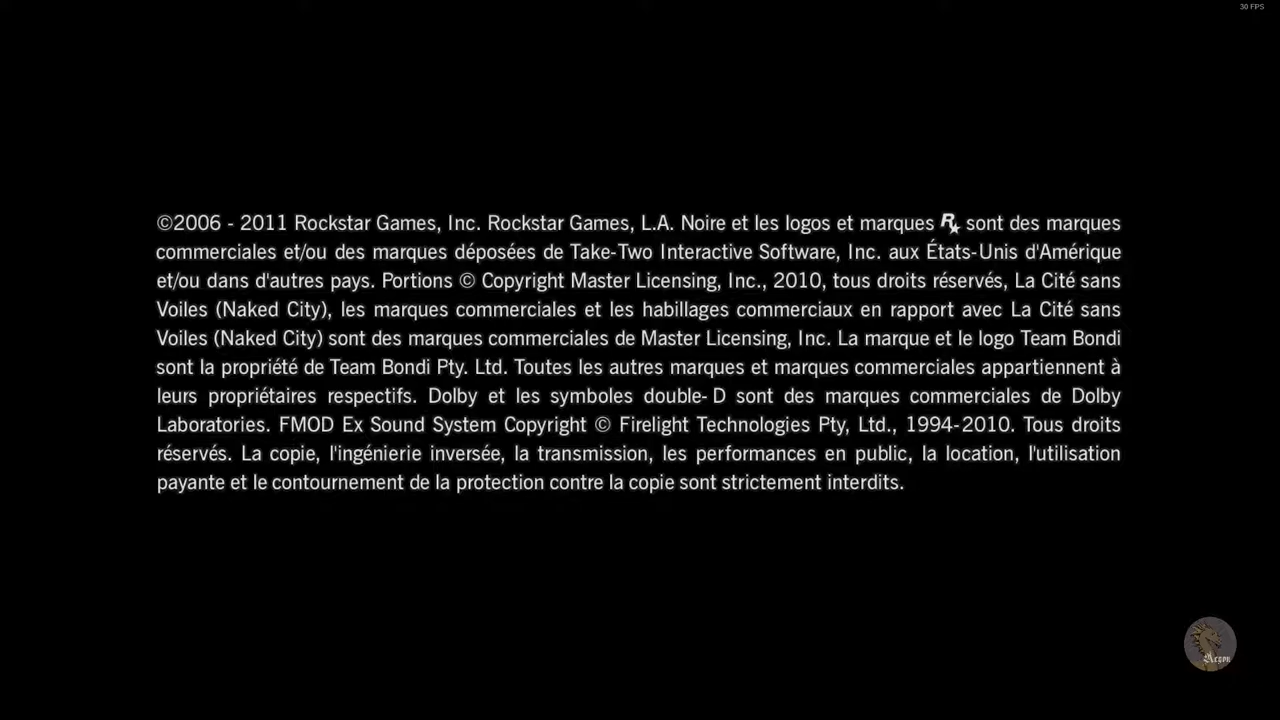 30 FPS
©2006 - 2011 Rockstar Games, Inc. Rockstar Games, L.A. Noire et les logos et marques R★ sont des marques
commerciales et/ou des marques déposées de Take-Two Interactive Software, Inc. aux États-Unis d'Amérique
et/ou dans d'autres pays. Portions © Copyright Master Licensing, Inc., 2010, tous droits réservés, La Cité sans
Voiles (Naked City), les marques commerciales et les habillages commerciaux en rapport avec La Cité sans
Voiles (Naked City) sont des marques commerciales de Master Licensing, Inc. La marque et le logo Team Bondi
sont la propriété de Team Bondi Pty. Ltd. Toutes les autres marques et marques commerciales appartiennent à
leurs propriétaires respectifs. Dolby et les symboles double- D sont des marques commerciales de Dolby
Laboratories. FMOD Ex Sound System Copyright © Firelight Technologies Pty, Ltd., 1994-2010. Tous droits
réservés. La copie, l'ingénierie inversée, la transmission, les performances en public, la location, l'utilisation
payante et le contournement de la protection contre la copie sont strictement interdits.